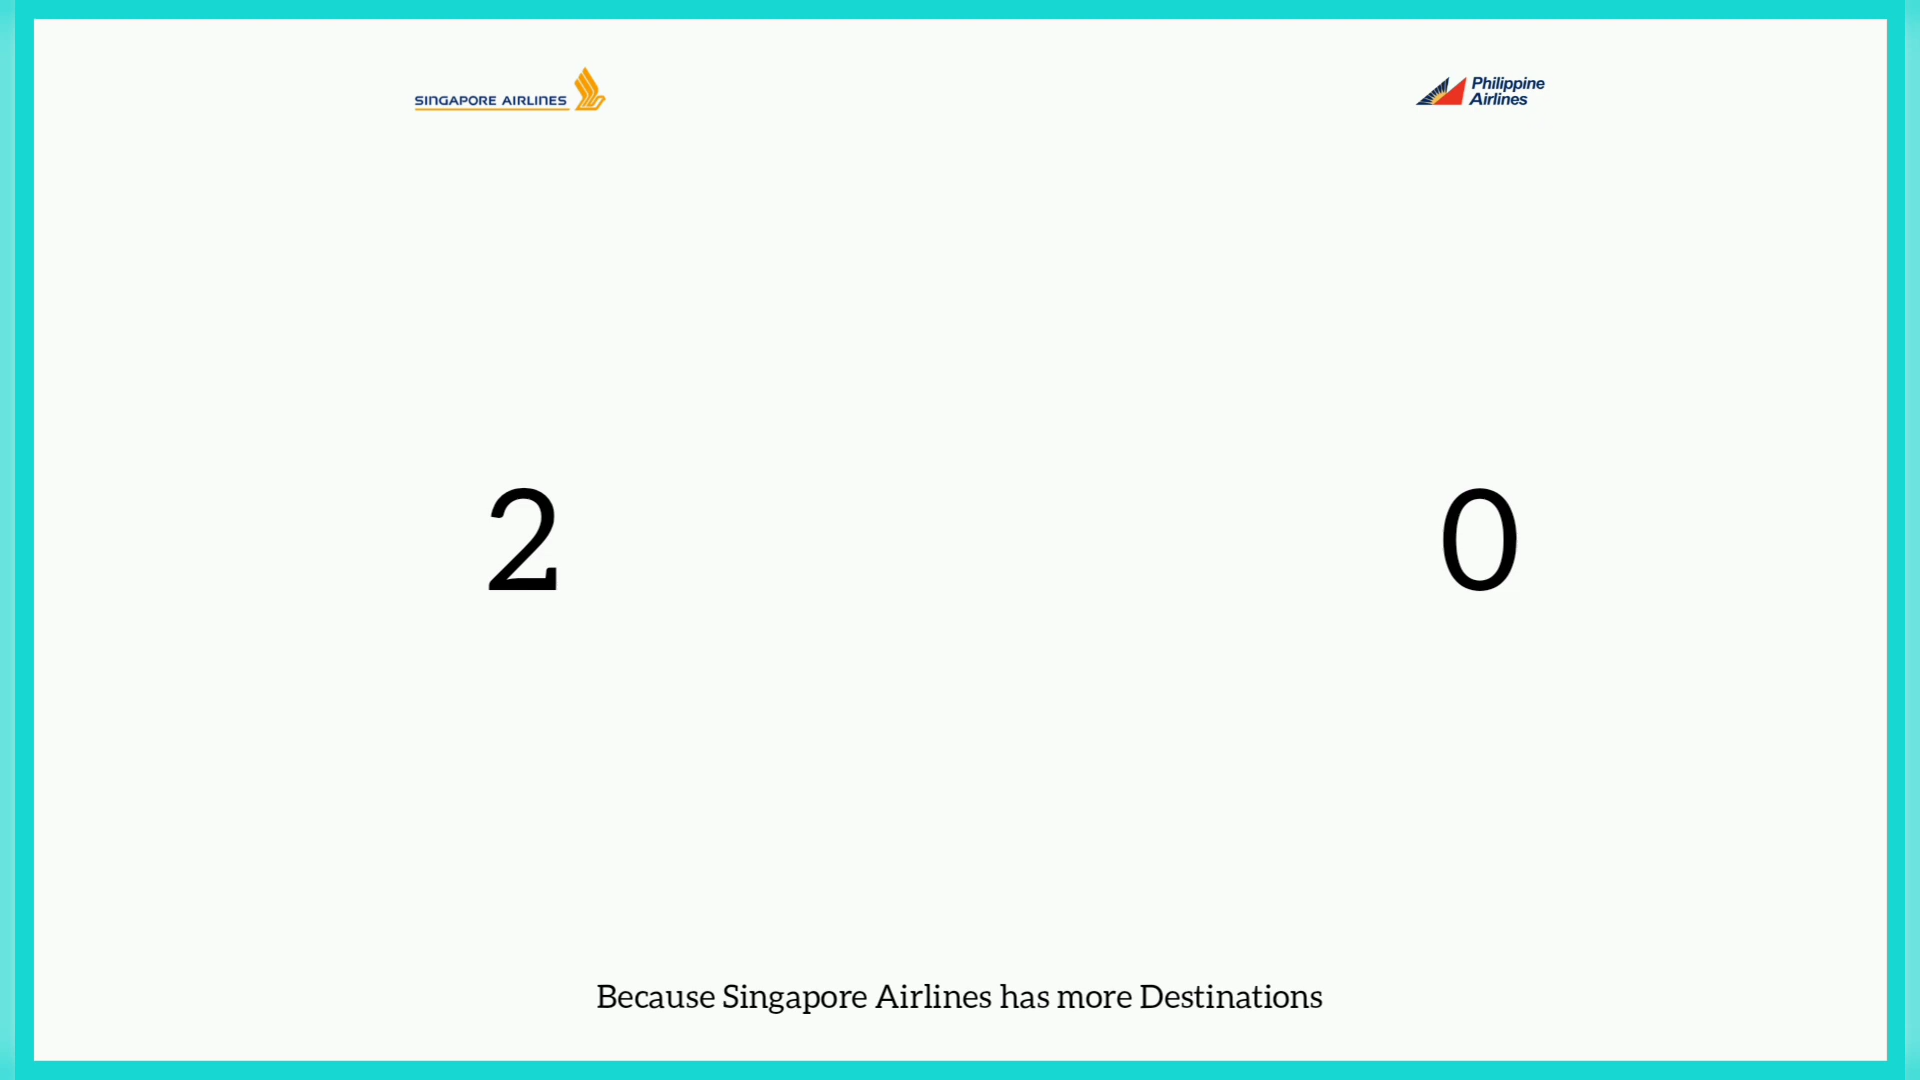 SINGAPORE AIRLINES
Philippine
Airlines
2
0
Because Singapore Airlines has more Destinations